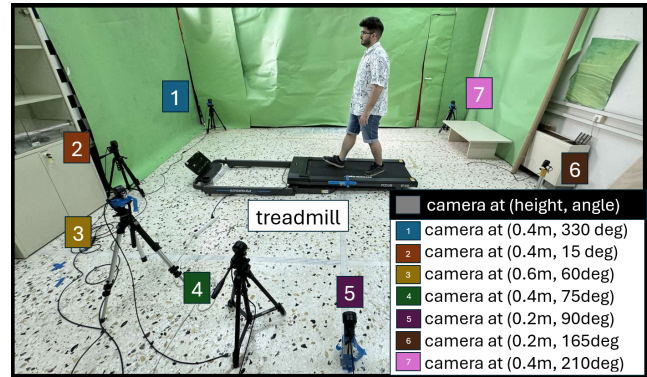 1
7
2
6
treadmill
3
4
5
camera at (height, angle)
1 camera at (0.4m, 330 deg)
2 camera at (0.4m, 15 deg)
3 camera at (0.6m, 60deg)
4 camera at (0.4m, 75deg)
5 camera at (0.2m, 90deg)
6 camera at (0.2m, 165deg
7 camera at (0.4m, 210deg)